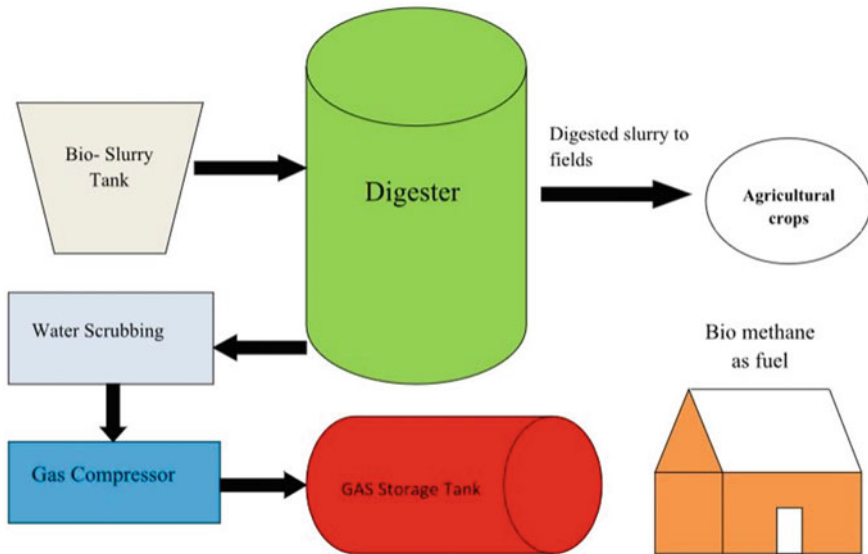 Bio- Slurry
Tank
Digester
Digested slurry to
fields
Agricultural
crops
Water Scrubbing
Bio methane
as fuel
Gas Compressor
GAS Storage Tank